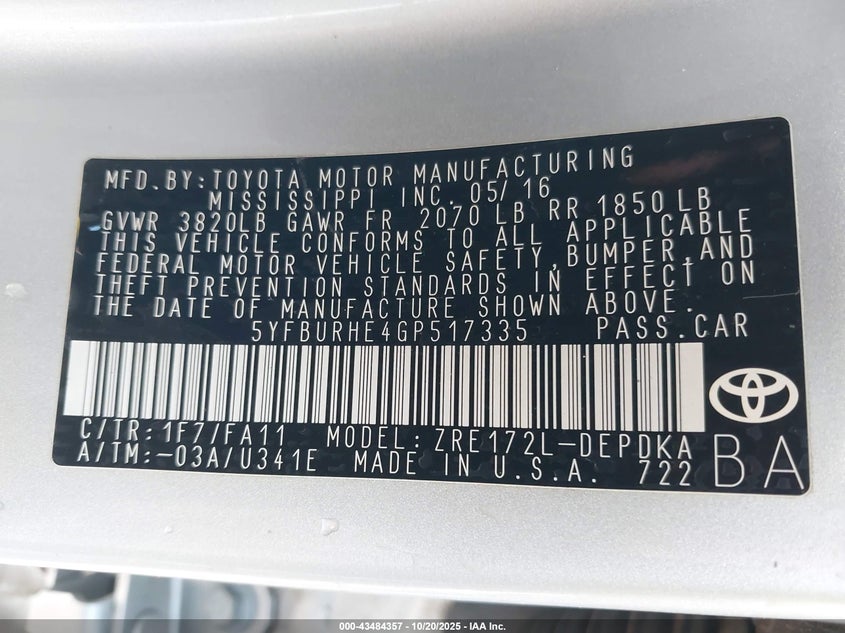 MFD.BY:TOYOTA MOTOR MANUFACTURING
MISSISSIPPI INC. 05/16
GVWR 3820LB GAWR FR 2070 LB RR 1850LB
THIS VEHICLE CONFORMS TO ALL APPLICABLE
FEDERAL MOTOR VEHICLE SAFETY,BUMPER,AND
THEFT PREVENTION STANDARDS IN EFFECT ON
THE DATE OF MANUFACTURE SHOWN ABOVE.
5YFBURHE4GP517335 PASS.CAR
C/TR:1F7/FA11 MODEL:ZRE172L-DEPDKA
A/TM:-03A/U341E MADE IN U.S.A. 722 BA
000-43484357 | 10/20/2025 - IAA Inc.